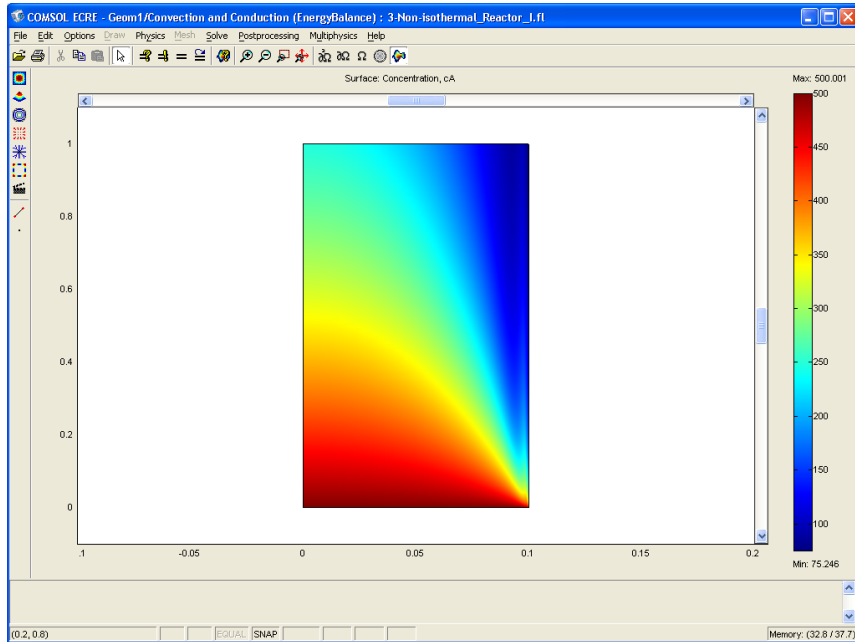 COMSOL ECRE - Geom1/Convection and Conduction (EnergyBalance) : 3-Non-isothermal_Reactor_I.fl
File Edit Options Draw Physics Mesh Solve Postprocessing Multiphysics Help
Surface: Concentration, cA
Max: 500.001
500
450
400
350
300
250
200
150
100
Min: 75.246
1
0.8
0.6
0.4
0.2
0
.1 -0.05 0 0.05 0.1 0.15 0.2
(0.2, 0.8) EQUAL SNAP Memory: (32.8 / 37.7)